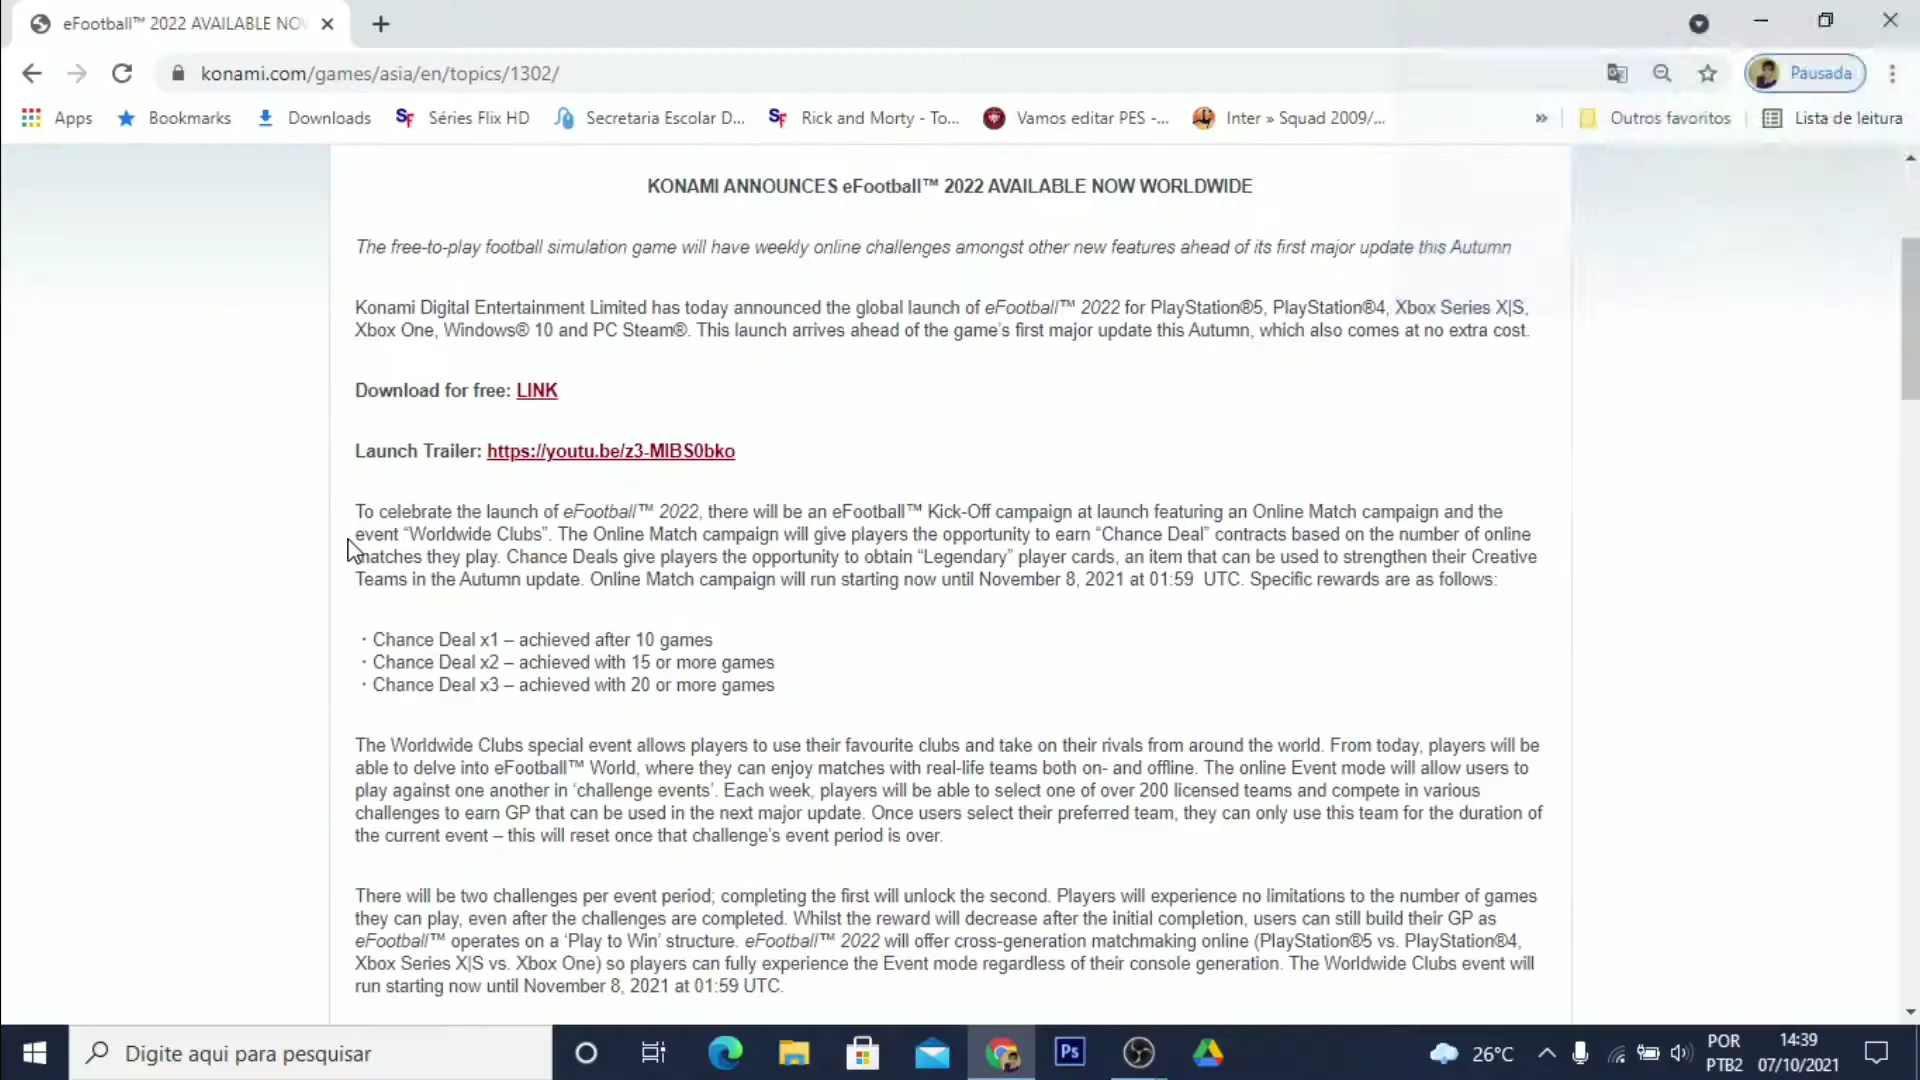 eFootball™ 2022 AVAILABLE NO
konami.com/games/asia/en/topics/1302/
Pausada
Apps
Bookmarks
Downloads
SF
Séries Flix HD
Secretaria Escolar D...
SF
Rick and Morty - To...
Vamos editar PES -...
Inter » Squad 2009/...
»
Outros favoritos
Lista de leitura
KONAMI ANNOUNCES eFootball™ 2022 AVAILABLE NOW WORLDWIDE
The free-to-play football simulation game will have weekly online challenges amongst other new features ahead of its first major update this Autumn
Konami Digital Entertainment Limited has today announced the global launch of eFootball™ 2022 for PlayStation®5, PlayStation®4, Xbox Series X|S,
Xbox One, Windows® 10 and PC Steam®. This launch arrives ahead of the game's first major update this Autumn, which also comes at no extra cost.
Download for free: LINK
Launch Trailer: https://youtu.be/z3-MIBS0bko
To celebrate the launch of eFootball™ 2022, there will be an eFootball™ Kick-Off campaign at launch featuring an Online Match campaign and the
event “Worldwide Clubs”. The Online Match campaign will give players the opportunity to earn “Chance Deal” contracts based on the number of online
matches they play. Chance Deals give players the opportunity to obtain “Legendary” player cards, an item that can be used to strengthen their Creative
Teams in the Autumn update. Online Match campaign will run starting now until November 8, 2021 at 01:59 UTC. Specific rewards are as follows:
・Chance Deal x1 – achieved after 10 games
・Chance Deal x2 – achieved with 15 or more games
・Chance Deal x3 – achieved with 20 or more games
The Worldwide Clubs special event allows players to use their favourite clubs and take on their rivals from around the world. From today, players will be
able to delve into eFootball™ World, where they can enjoy matches with real-life teams both on- and offline. The online Event mode will allow users to
play against one another in ‘challenge events’. Each week, players will be able to select one of over 200 licensed teams and compete in various
challenges to earn GP that can be used in the next major update. Once users select their preferred team, they can only use this team for the duration of
the current event – this will reset once that challenge’s event period is over.
There will be two challenges per event period; completing the first will unlock the second. Players will experience no limitations to the number of games
they can play, even after the challenges are completed. Whilst the reward will decrease after the initial completion, users can still build their GP as
eFootball™ operates on a ‘Play to Win’ structure. eFootball™ 2022 will offer cross-generation matchmaking online (PlayStation®5 vs. PlayStation®4,
Xbox Series X|S vs. Xbox One) so players can fully experience the Event mode regardless of their console generation. The Worldwide Clubs event will
run starting now until November 8, 2021 at 01:59 UTC.
Digite aqui para pesquisar
Ps
26°C
POR
PTB2
14:39
07/10/2021